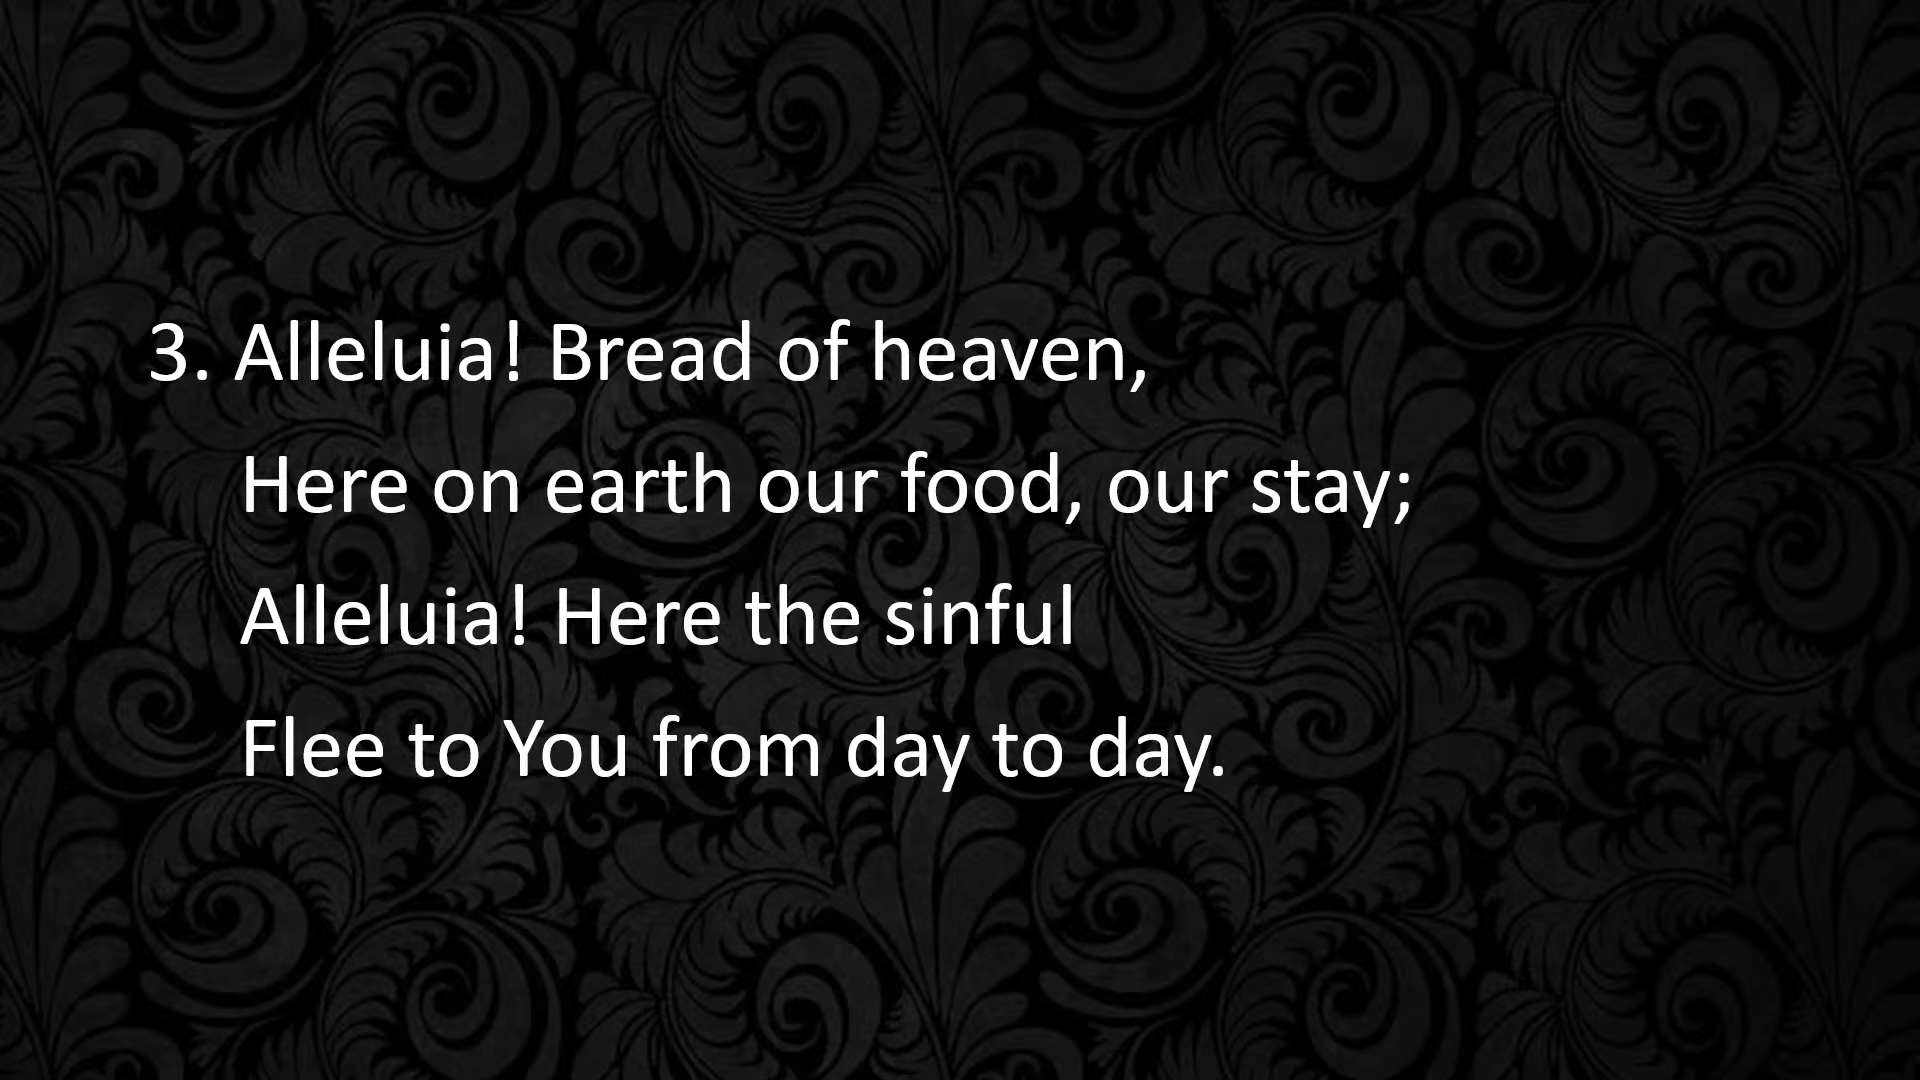 3. Alleluia! Bread of heaven,
Here on earth our food, our stay;
Alleluia! Here the sinful
Flee to You from day to day.